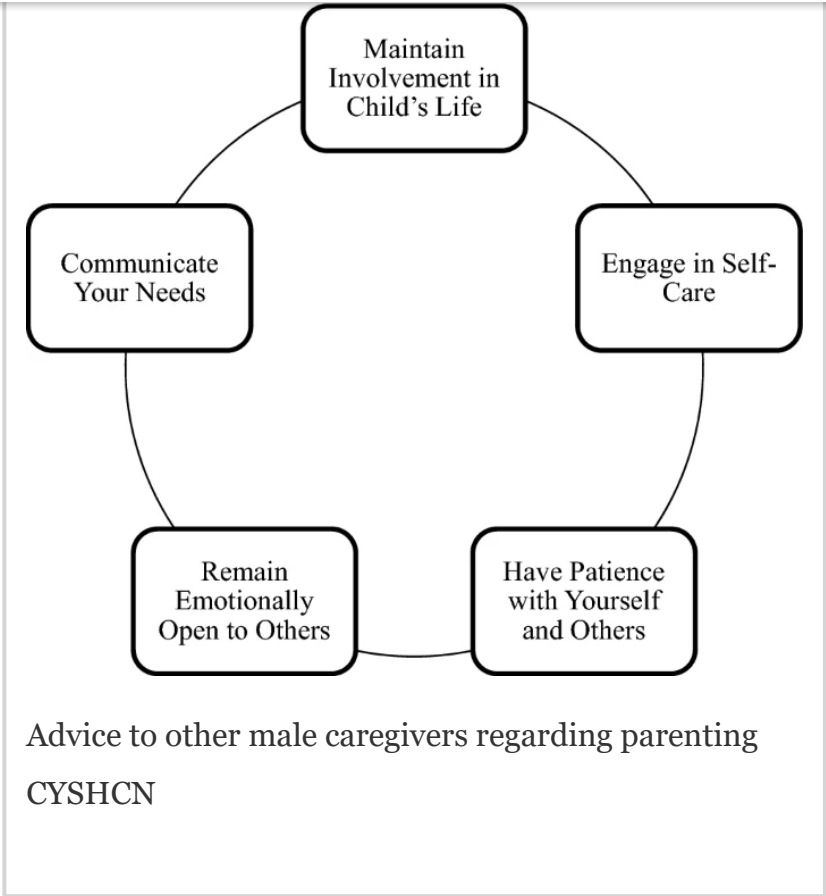 Maintain
Involvement in
Child's Life
Engage in Self-
Care
Have Patience
with Yourself
and Others
Remain
Emotionally
Open to Others
Communicate
Your Needs
Advice to other male caregivers regarding parenting
CYSHCN